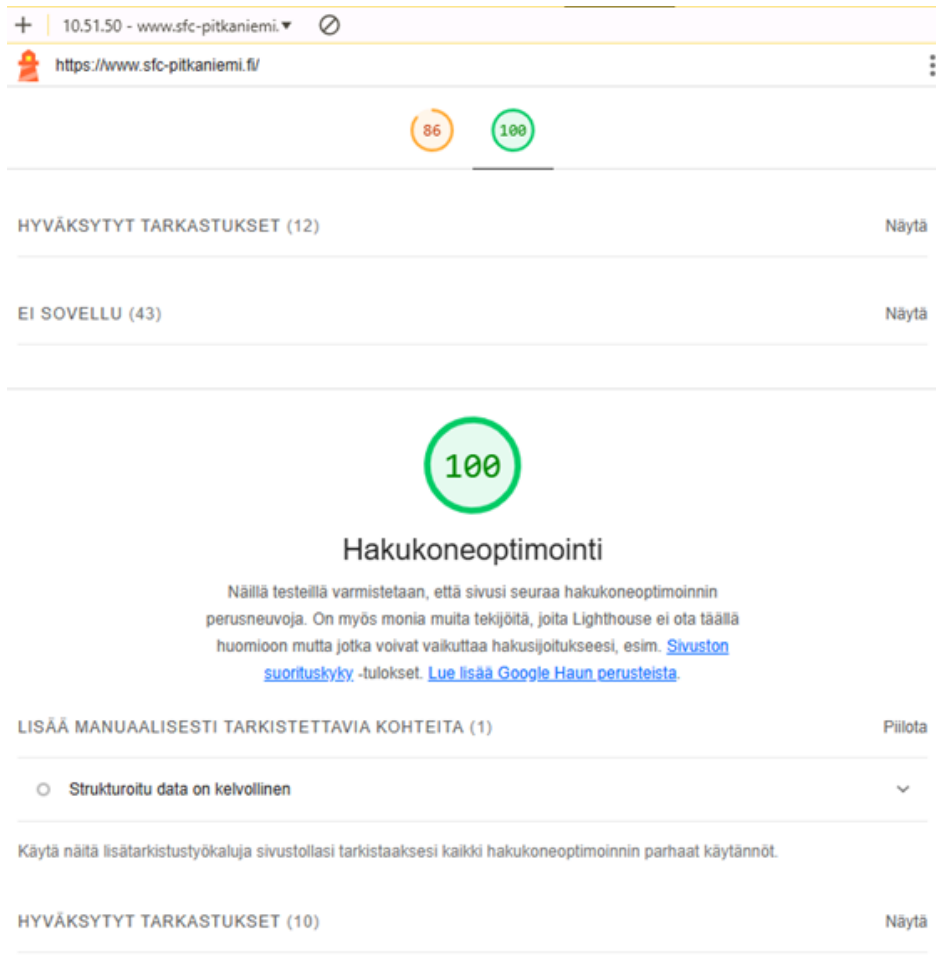 10.51.50 - www.sfc-pitkaniemi.
https://www.sfc-pitkaniemi.fi/
86 100
HYVÄKSYTYT TARKASTUKSET (12) Näytä
EI SOVELLU (43) Näytä
100
Hakukoneoptimointi
Näillä testeillä varmistetaan, että sivusi seuraa hakukoneoptimoinnin
perusneuvoja. On myös monia muita tekijöitä, joita Lighthouse ei ota täällä
huomioon mutta jotka voivat vaikuttaa hakusijoitukseesi, esim. Sivuston
suorituskyky -tulokset. Lue lisää Google Haun perusteista.
LISÄÄ MANUAALISESTI TARKISTETTAVIA KOHTEITA (1) Piilota
Strukturoitu data on kelvollinen
Käytä näitä lisätarkistustyökaluja sivustollasi tarkistaaksesi kaikki hakukoneoptimoinnin parhaat käytännöt.
HYVÄKSYTYT TARKASTUKSET (10) Näytä